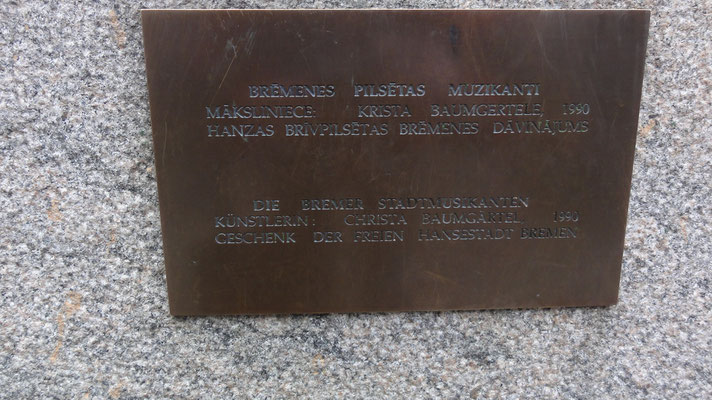 BRĒMENES PILSĒTAS MUZIKANTI
MĀKSLINIECE: KRISTA BAUMGERTELE, 1990
HANZAS BRĪVPILSĒTAS BRĒMENES DĀVINĀJUMS
DIE BREMER STADTMUSIKANTEN
KÜNSTLERIN: CHRISTA BAUMGÄRTEL, 1990
GESCHENK DER FREIEN HANSESTADT BREMEN